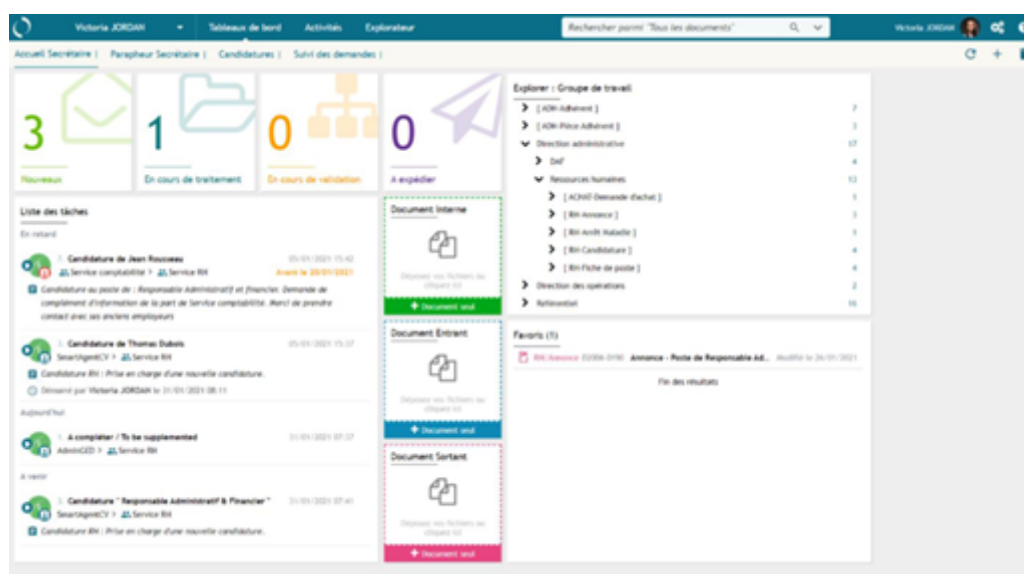 Victoria JORDAN
Tableaux de bord
Activités
Explorateur
Rechercher parmi "Tous les documents"
Victoria JORDAN
Accueil Secrétaire |
Parapheur Secrétaire |
Candidatures |
Suivi des demandes |
3
Nouveaux
1
En cours de traitement
0
En cours de validation
0
A expédier
Liste des tâches
En retard
Candidature de Jean Rousseau
05/01/2021 15:42
Service comptabilité > Service RH
Avant le 20/01/2021
Candidature au poste de : Responsable Administratif et financier. Demande de
complément d'information de la part de Service comptabilité. Merci de prendre
contact avec ses anciens employeurs
Candidature de Thomas Dubois
05/01/2021 15:37
SmartAgentCV > Service RH
Candidature RH : Prise en charge d'une nouvelle candidature.
Démarré par Victoria JORDAN le 31/01/2021 08:11
Aujourd'hui
A compléter / To be supplemented
31/01/2021 07:37
AdminGED > Service RH
A venir
Candidature " Responsable Administratif & Financier "
31/01/2021 07:41
SmartAgentCV > Service RH
Candidature RH : Prise en charge d'une nouvelle candidature.
Document Interne
Déposez vos fichiers ou
cliquez ici
+ Document seul
Document Entrant
Déposez vos fichiers ou
cliquez ici
+ Document seul
Document Sortant
Déposez vos fichiers ou
cliquez ici
+ Document seul
Explorer : Groupe de travail
[ ADH-Adhérent ] 7
[ ADH-Pièce Adhérent ] 3
Direction administrative 17
DAF 4
Ressources humaines 13
[ ACHAT-Demande d'achat ] 1
[ RH-Annonce ] 3
[ RH-Arrêt Maladie ] 1
[ RH-Candidature ] 4
[ RH-Fiche de poste ] 4
Direction des opérations 2
Référentiel 16
Favoris (1)
RH-Annonce Annonce - Poste de Responsable Ad... Modifié le 26/01/2021
Fin des résultats